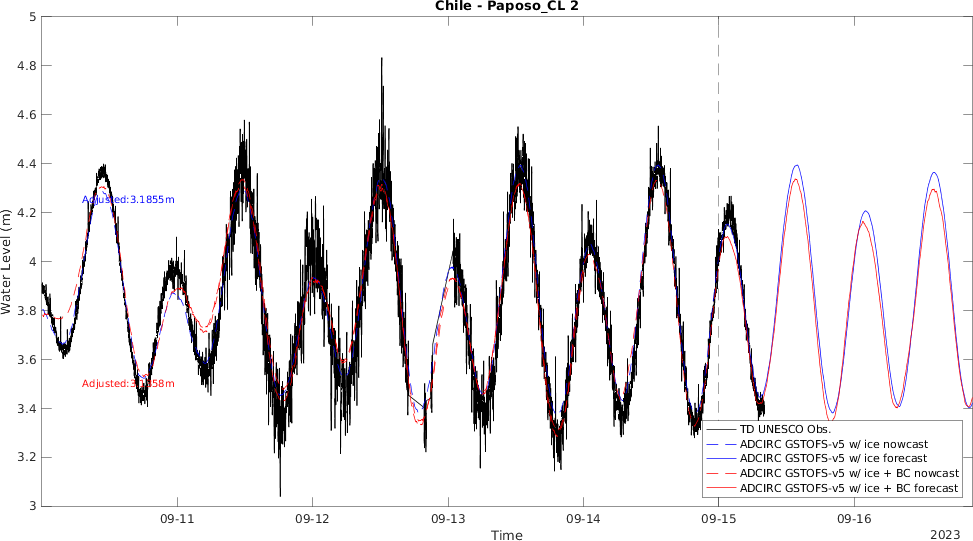 Chile - Paposo_CL 2
5
4.8
4.6
4.4
4.2
4
3.8
3.6
3.4
3.2
3
Water Level (m)
Adjusted:3.1855m
TD UNESCO Obs.
ADCIRC GSTOFS-v5 w/ ice nowcast
ADCIRC GSTOFS-v5 w/ ice forecast
ADCIRC GSTOFS-v5 w/ ice + BC nowcast
ADCIRC GSTOFS-v5 w/ ice + BC forecast
09-11 09-12 09-13 09-14 09-15 09-16
Time
2023